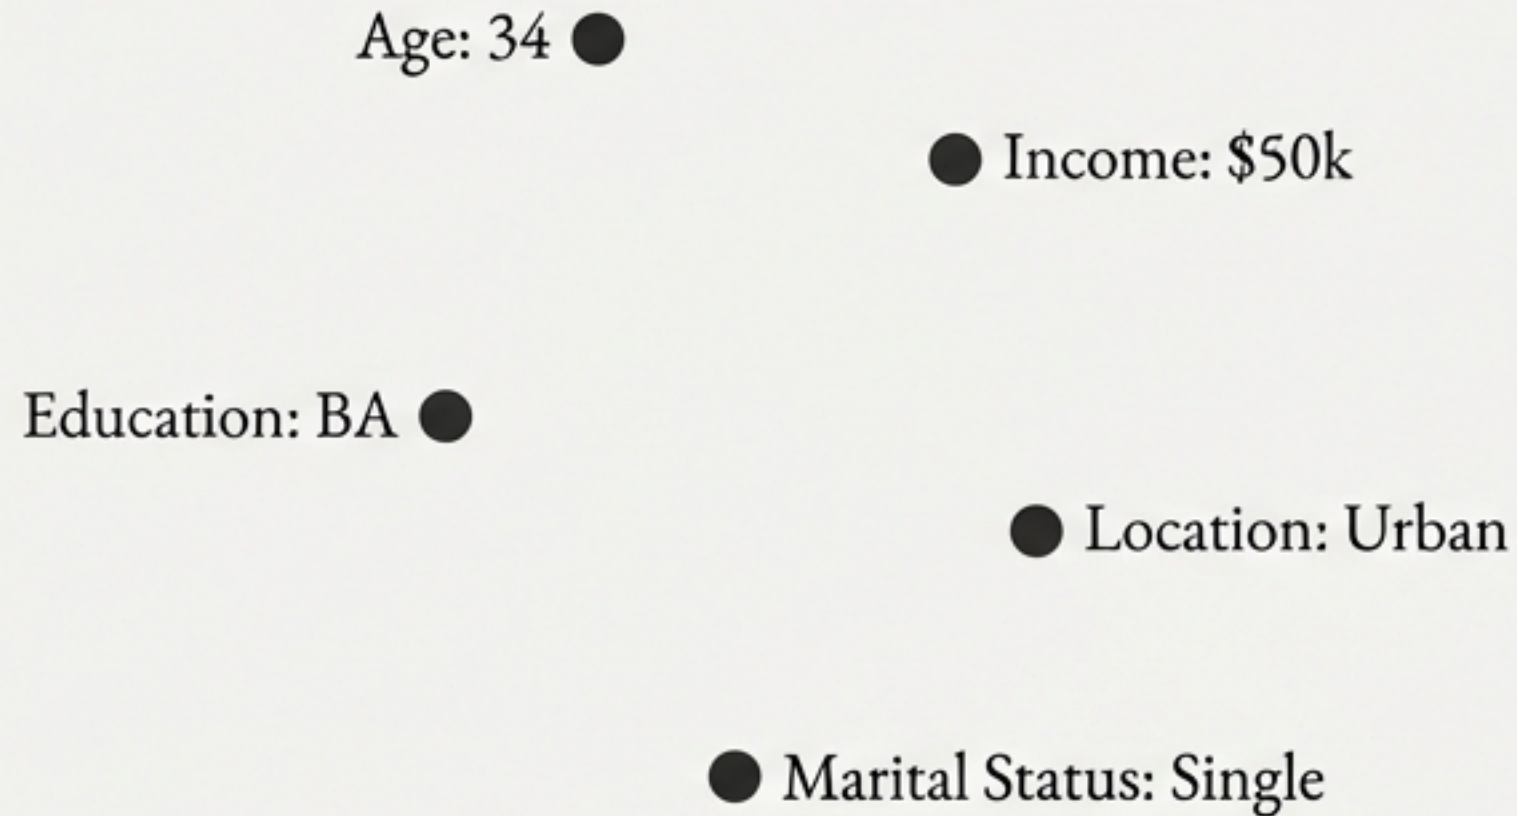 Age: 34
Income: $50k
Education: BA
Location: Urban
Marital Status: Single